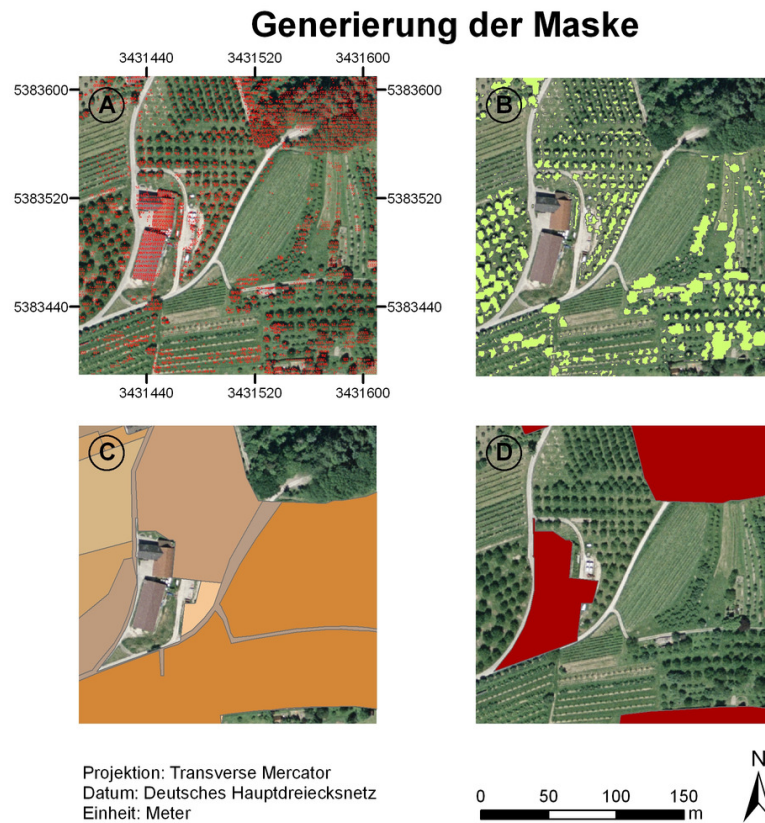 Generierung der Maske
3431440 3431520 3431600
5383600 A 5383600 B
5383520 5383520
5383440 5383440
3431440 3431520 3431600
C D
Projektion: Transverse Mercator
Datum: Deutsches Hauptdreiecksnetz
Einheit: Meter
N
0 50 100 150
m